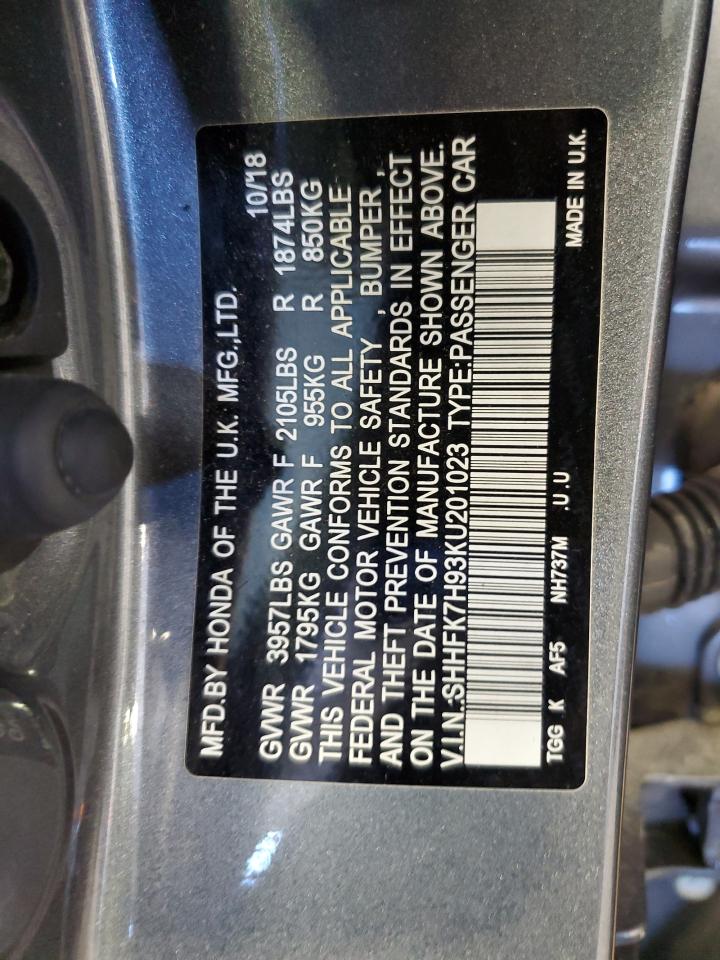 MFD.BY HONDA OF THE U.K. MFG.,LTD. 10/18
GVWR 3957LBS GAWR F 2105LBS R 1874LBS
GVWR 1795KG GAWR F 955KG R 850KG
THIS VEHICLE CONFORMS TO ALL APPLICABLE
FEDERAL MOTOR VEHICLE SAFETY , BUMPER ,
AND THEFT PREVENTION STANDARDS IN EFFECT
ON THE DATE OF MANUFACTURE SHOWN ABOVE.
V.I.N.:SHHFK7H93KU201023 TYPE:PASSENGER CAR
TGG K AF5 NH737M .U.U MADE IN U.K.